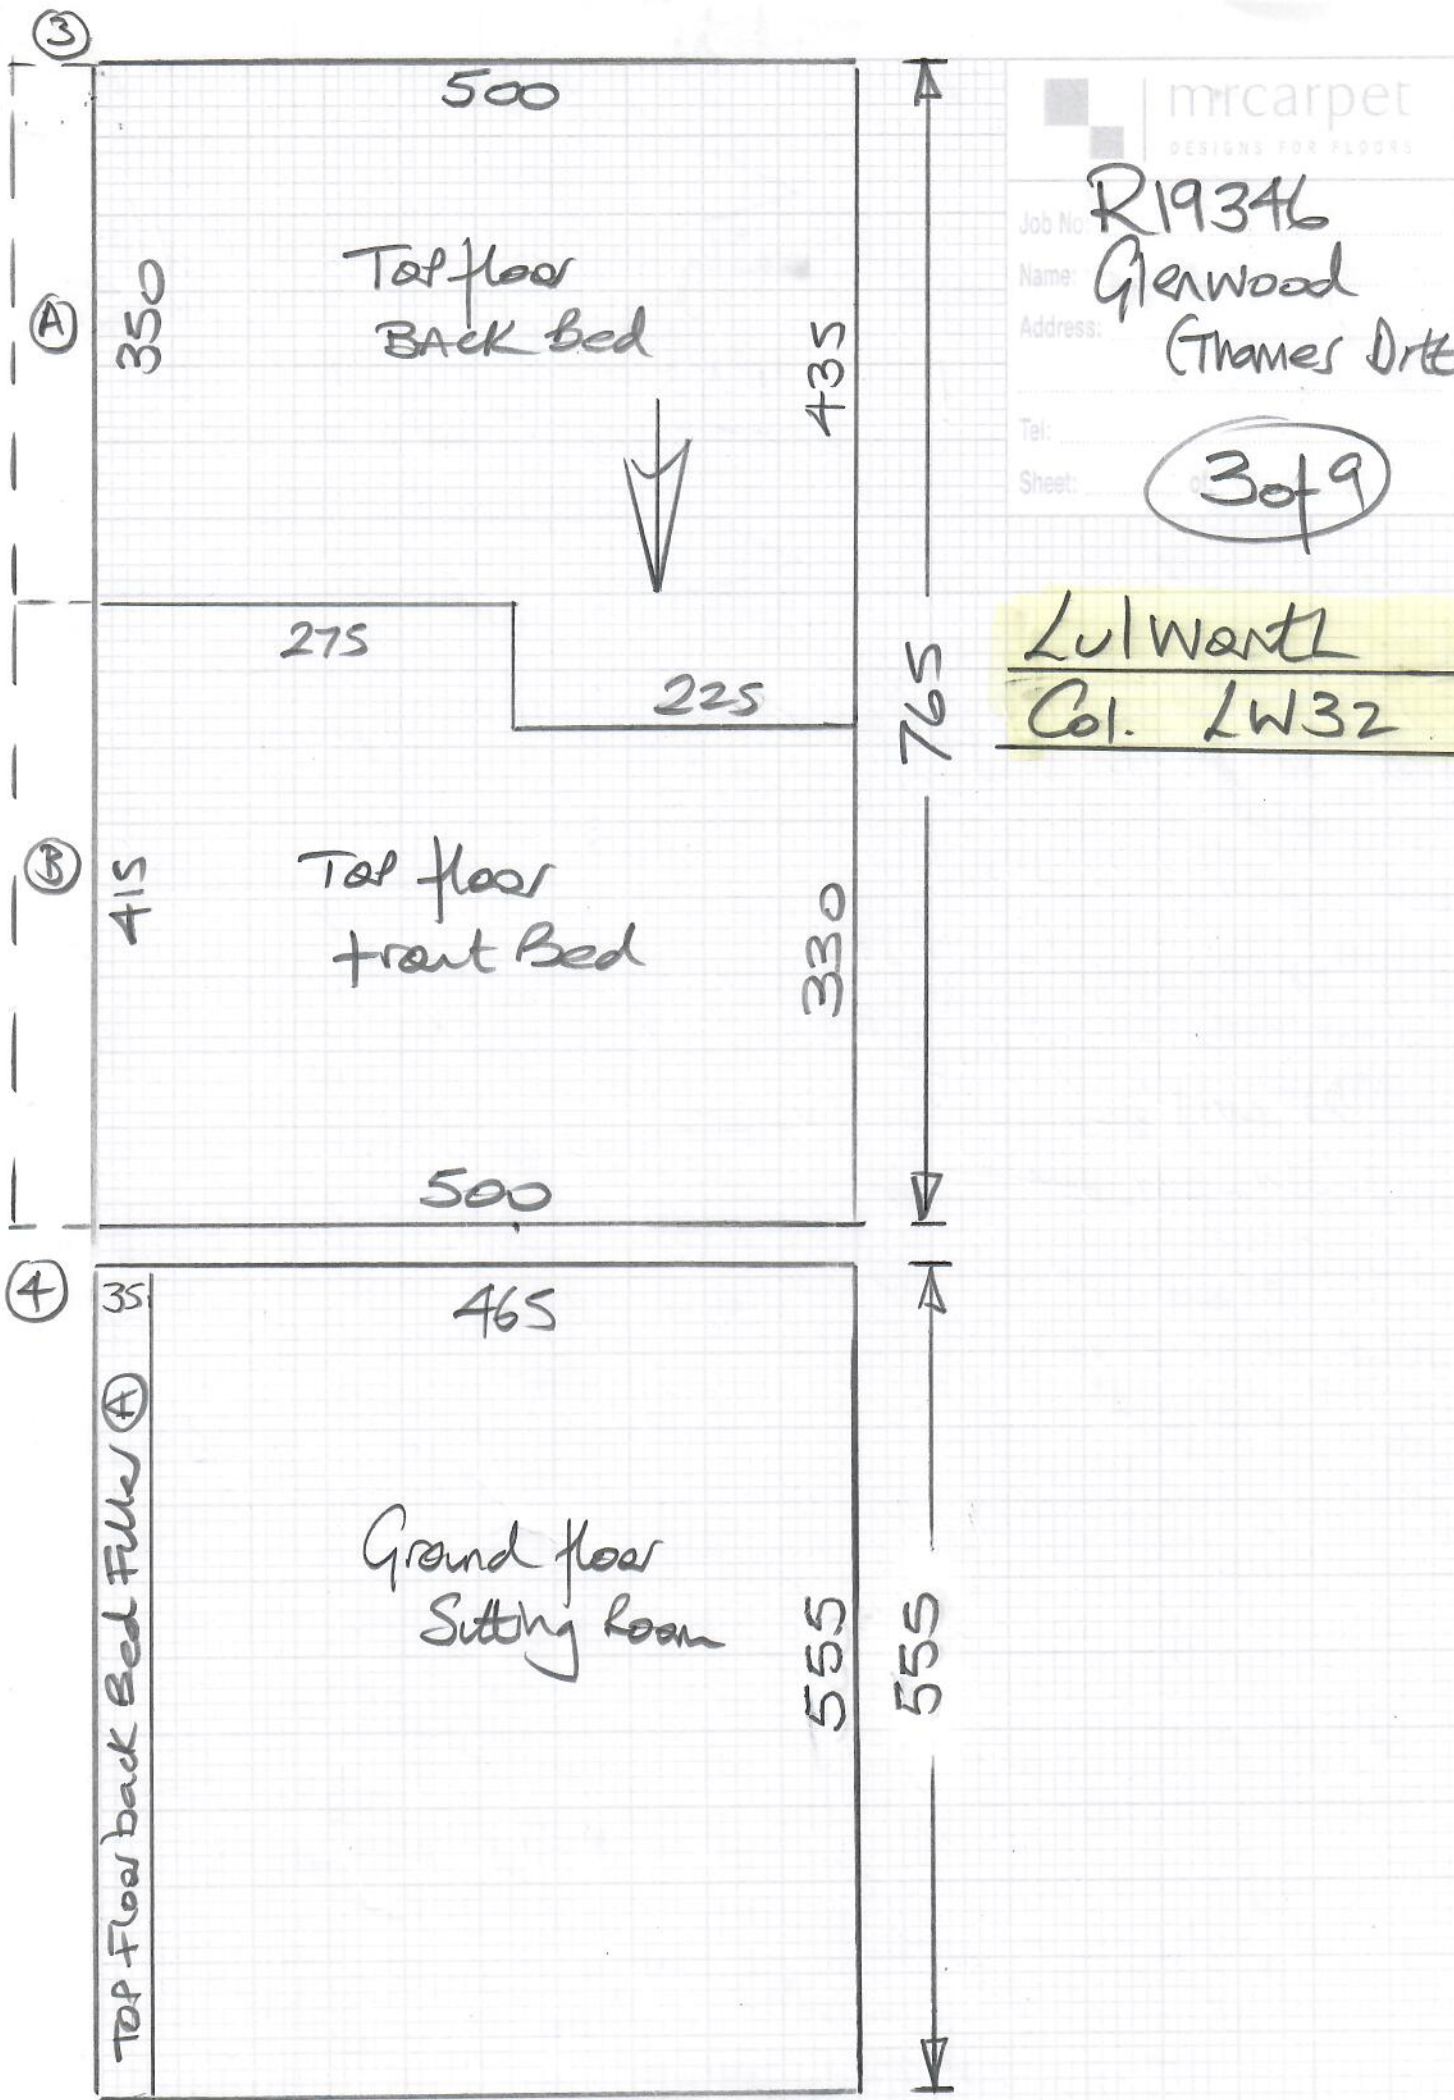 3
500
mrcarpet
DESIGNS FOR FLOORS
Job No: R19346
Name: Glenwood
Address: (Thames Ditt
Tel:
Sheet: of
3 of 9
A
350
Top floor
BACK Bed
435
275
225
765
Lulworth
Col. LW32
B
415
Top floor
front Bed
330
500
4
35
465
Top Floor back Bed Filler A
Ground floor
Sitting Room
555
555